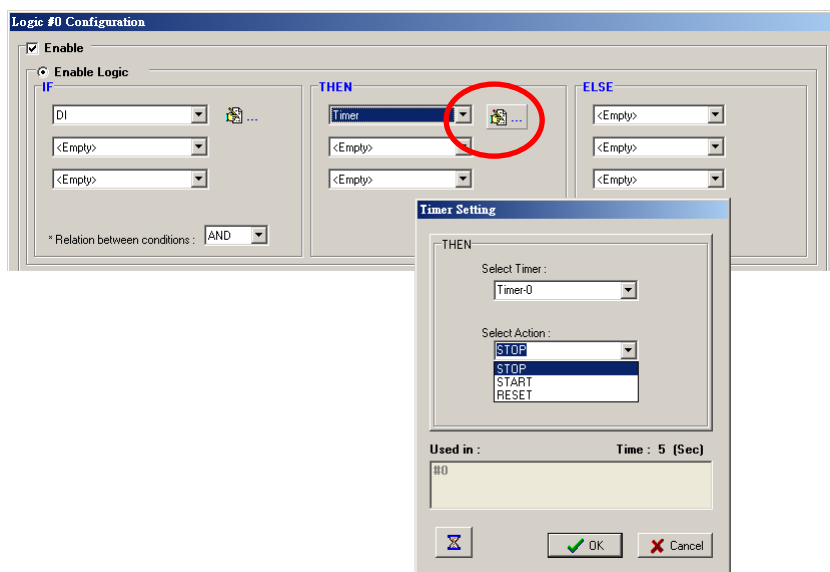 Logic #0 Configuration
Enable
Enable Logic
IF
THEN
ELSE
DI
...
Timer
...
<Empty>
<Empty>
<Empty>
<Empty>
<Empty>
<Empty>
<Empty>
* Relation between conditions : AND
Timer Setting
THEN
Select Timer :
Timer-0
Select Action :
STOP
STOP
START
RESET
Used in :
Time : 5 (Sec)
#0
OK
Cancel